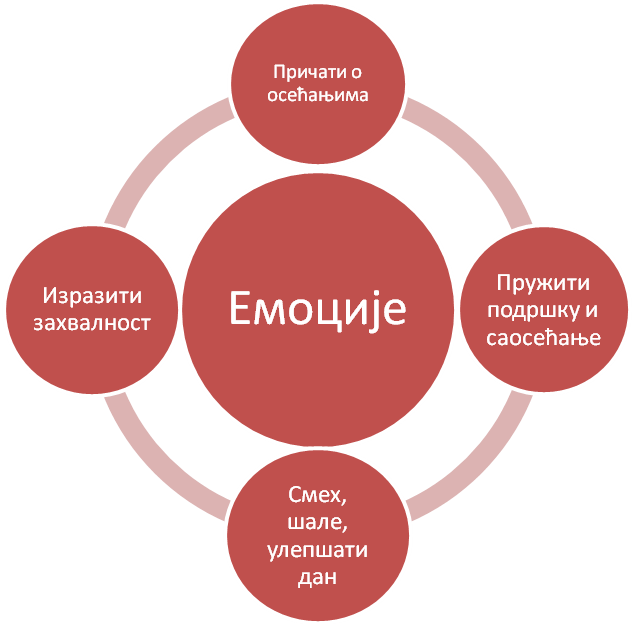 Причати о
осећањима
Изразити
захвалност
Емоције
Пружити
подршку и
саосећање
Смех,
шале,
улепшати
дан